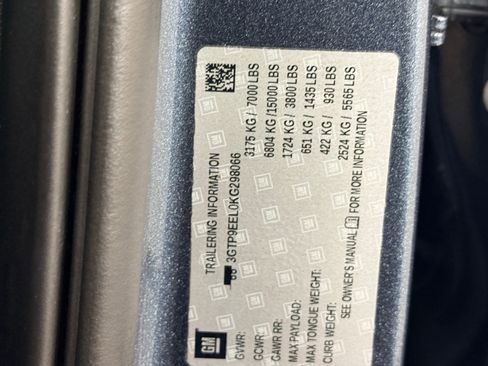 GM
TRAILERING INFORMATION
3GTP9EEL0KG298066
GVWR: 3175 KG / 7000 LBS
GCWR: 6804 KG /15000 LBS
GAWR RR: 1724 KG / 3800 LBS
MAX PAYLOAD: 651 KG / 1435 LBS
MAX TONGUE WEIGHT: 422 KG / 930 LBS
CURB WEIGHT: 2524 KG / 5565 LBS
SEE OWNER'S MANUAL FOR MORE INFORMATION